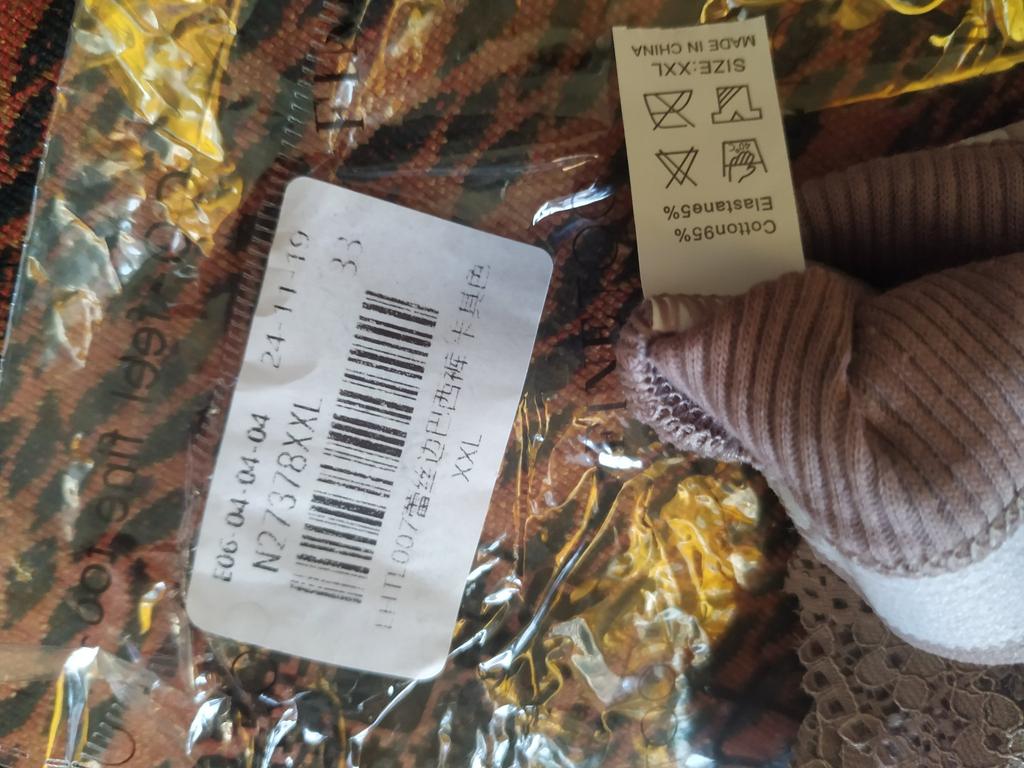 E06-04-04-04 24-11-19
N27378XXL 33
LHTL007蕾丝边巴西裤 卡其色
XXL
Cotton95%
Elastane5%
40°C
SIZE:XXL
MADE IN CHINA